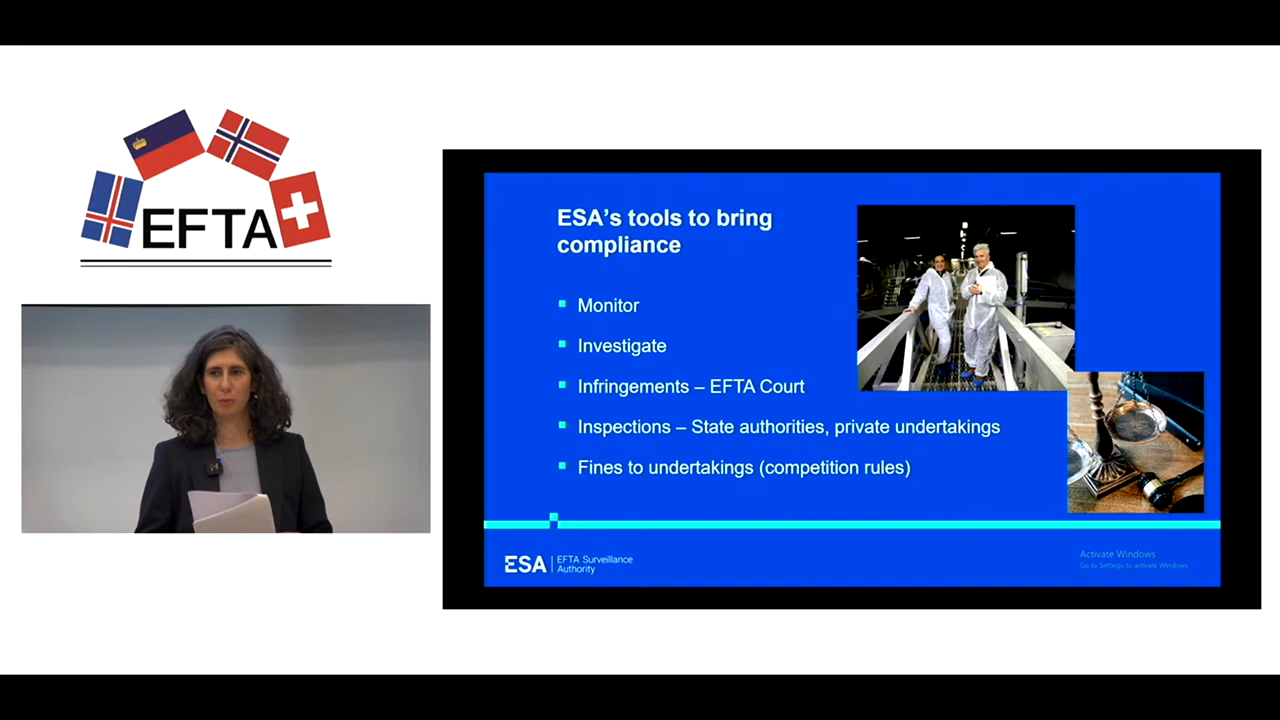 EFTA
ESA's tools to bring
compliance
Monitor
Investigate
Infringements – EFTA Court
Inspections – State authorities, private undertakings
Fines to undertakings (competition rules)
ESA | EFTA Surveillance
Authority
Activate Windows
Go to Settings to activate Windows.